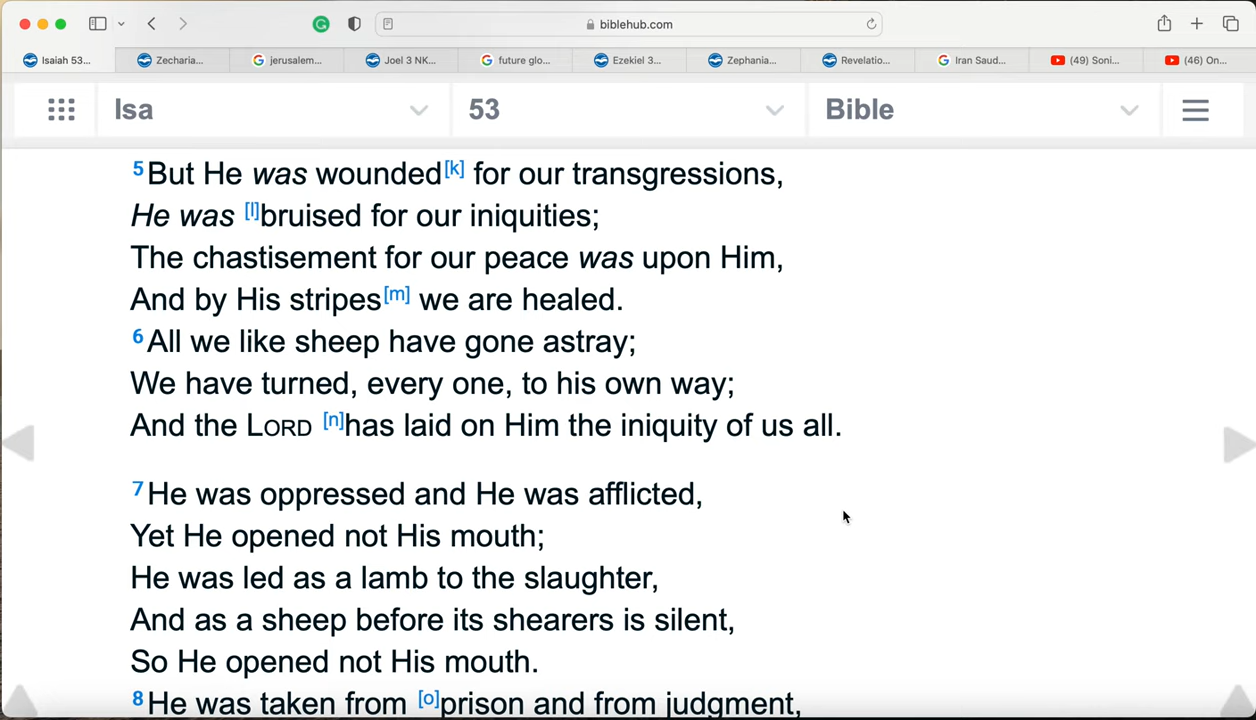 biblehub.com
Isaiah 53... Zecharia... jerusalem... Joel 3 NK... future glo... Ezekiel 3... Zephania... Revelatio... Iran Saud... (49) Soni... (46) On...
Isa 53 Bible
5But He was wounded[k] for our transgressions,
He was [l]bruised for our iniquities;
The chastisement for our peace was upon Him,
And by His stripes[m] we are healed.
6All we like sheep have gone astray;
We have turned, every one, to his own way;
And the LORD [n]has laid on Him the iniquity of us all.
7He was oppressed and He was afflicted,
Yet He opened not His mouth;
He was led as a lamb to the slaughter,
And as a sheep before its shearers is silent,
So He opened not His mouth.
8He was taken from [o]prison and from judgment,